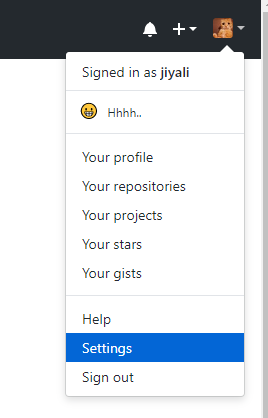 Signed in as jiyali
Hhhh..
Your profile
Your repositories
Your projects
Your stars
Your gists
Help
Settings
Sign out